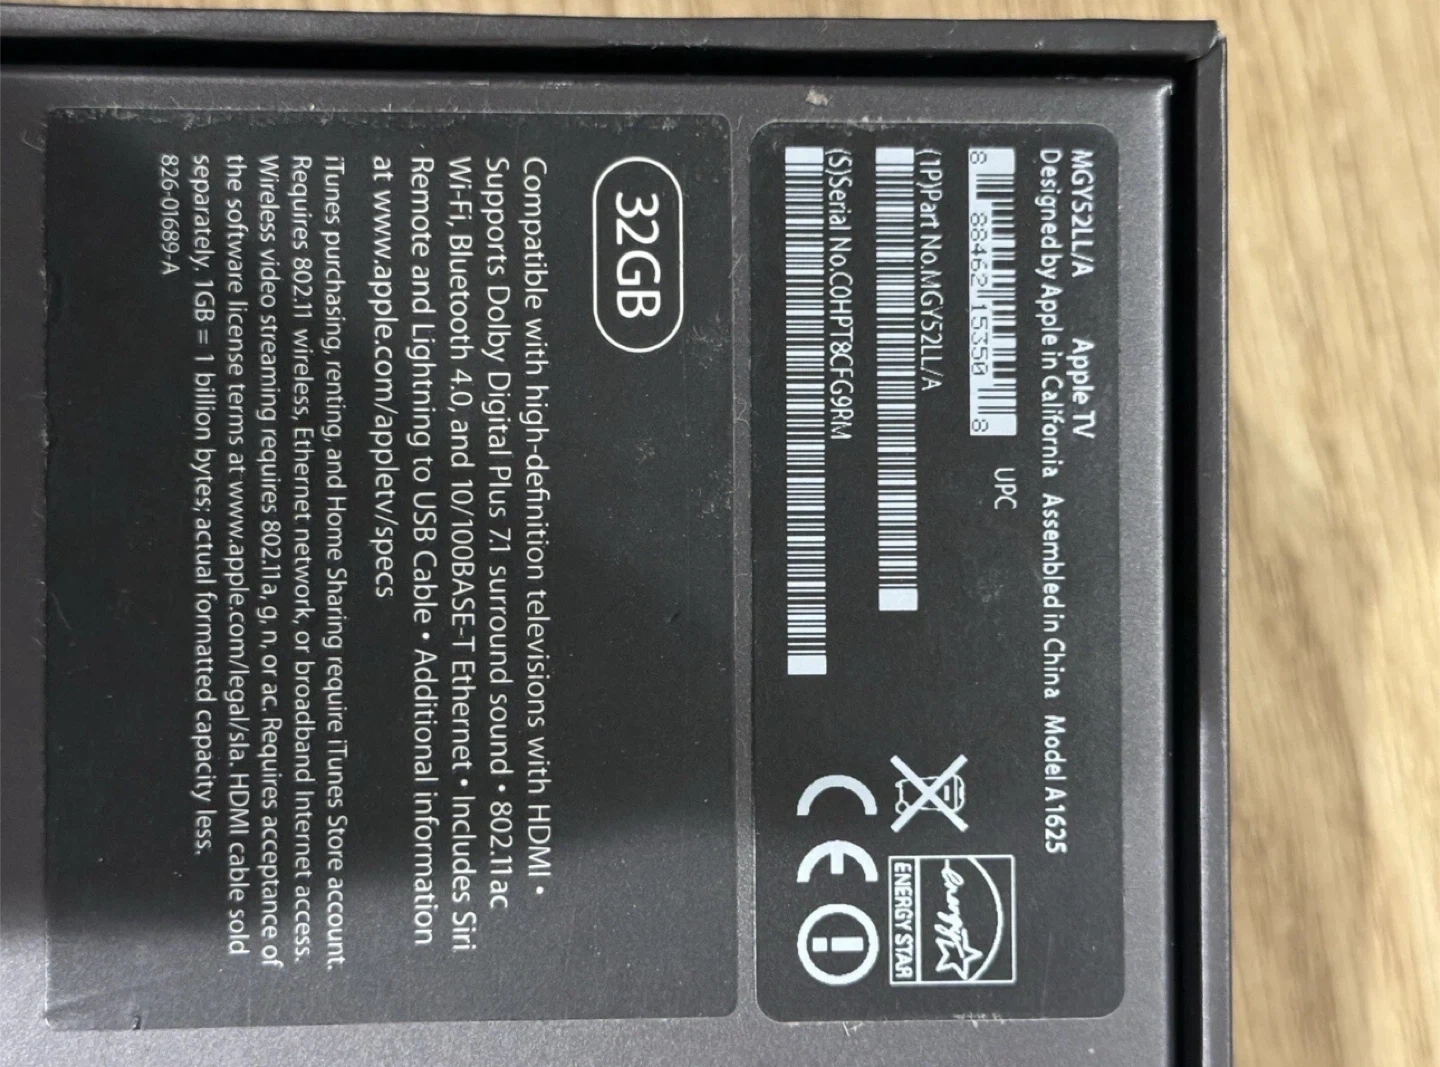 MGY52LL/A Apple TV
Designed by Apple in California Assembled in China Model A1625
8 88462 15350 8
UPC
(1P)Part No.MGY52LL/A
(S)Serial No.C0HPT8CFG9RM
energy
ENERGY STAR
CE
32GB
Compatible with high-definition televisions with HDMI •
Supports Dolby Digital Plus 7.1 surround sound • 802.11ac
Wi-Fi, Bluetooth 4.0, and 10/100BASE-T Ethernet • Includes Siri
Remote and Lightning to USB Cable • Additional information
at www.apple.com/appletv/specs
iTunes purchasing, renting, and Home Sharing require iTunes Store account.
Requires 802.11 wireless, Ethernet network, or broadband Internet access.
Wireless video streaming requires 802.11a, g, n, or ac. Requires acceptance of
the software license terms at www.apple.com/legal/sla. HDMI cable sold
separately. 1GB = 1 billion bytes; actual formatted capacity less.
826-01689-A